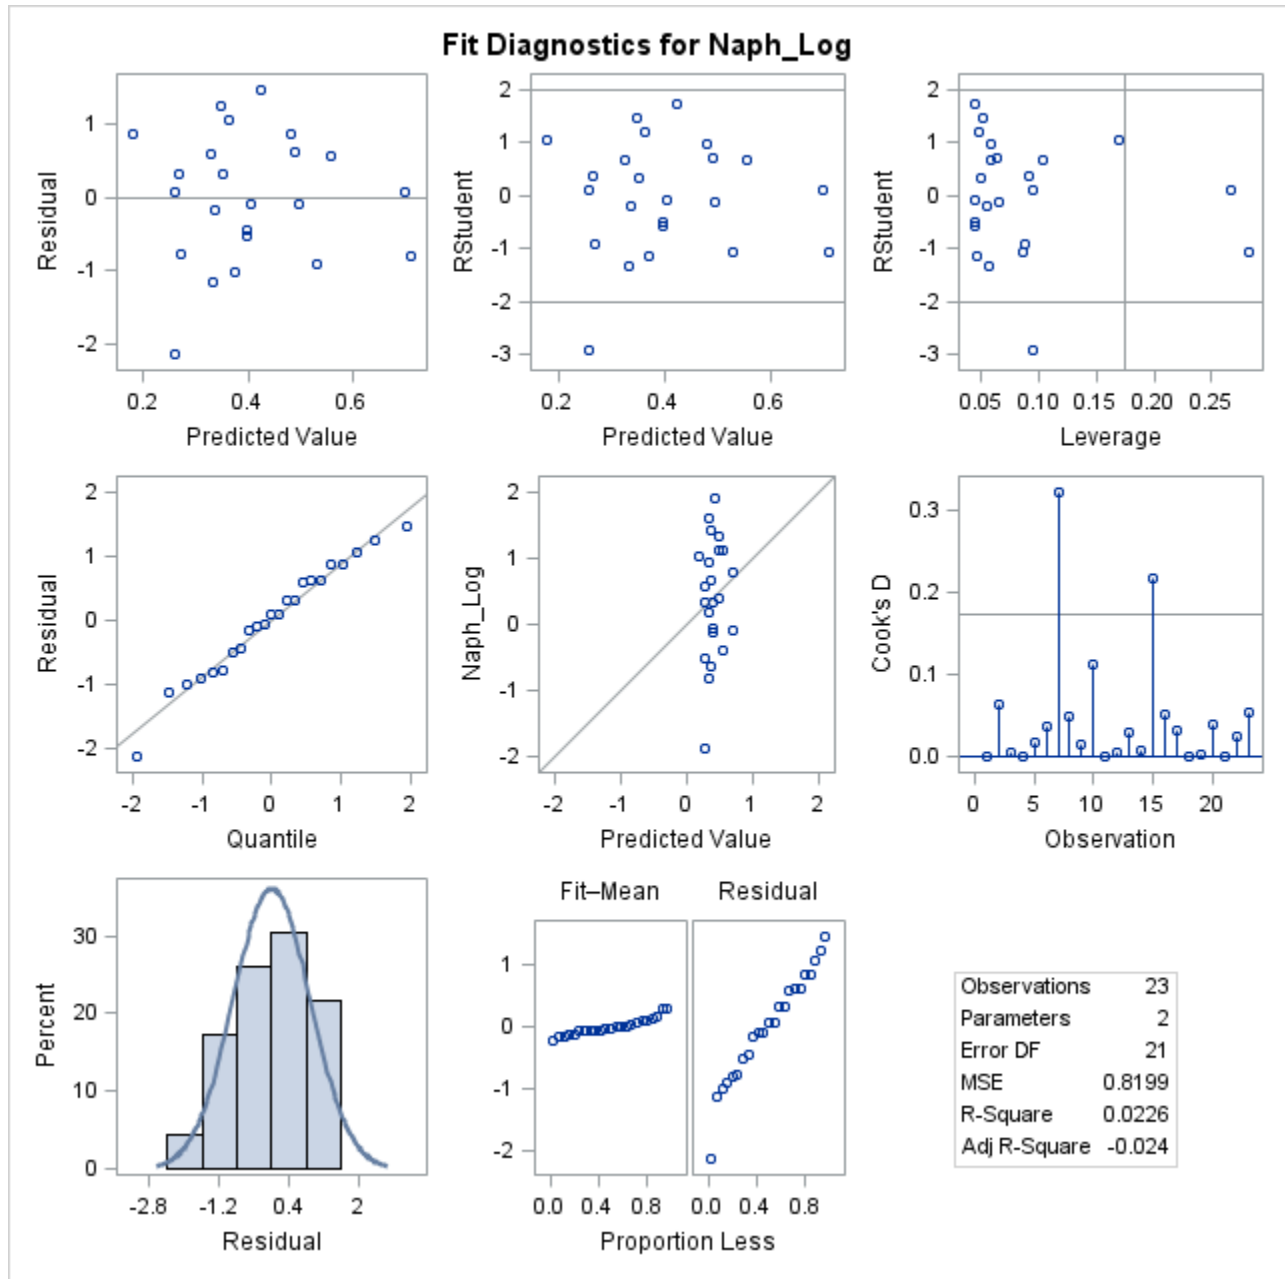 Fit Diagnostics for Naph_Log
Residual
1
0
-1
-2
0.2 0.4 0.6
Predicted Value
RStudent
2
1
0
-1
-2
-3
0.2 0.4 0.6
Predicted Value
RStudent
2
1
0
-1
-2
-3
0.05 0.10 0.15 0.20 0.25
Leverage
Residual
2
1
0
-1
-2
-2 -1 0 1 2
Quantile
Naph_Log
2
1
0
-1
-2
-2 -1 0 1 2
Predicted Value
Cook's D
0.3
0.2
0.1
0.0
0 5 10 15 20
Observation
Percent
30
20
10
0
-2.8 -1.2 0.4 2
Residual
Fit–Mean Residual
1
0
-1
-2
0.0 0.4 0.8 0.0 0.4 0.8
Proportion Less
Observations 23
Parameters 2
Error DF 21
MSE 0.8199
R-Square 0.0226
Adj R-Square -0.024